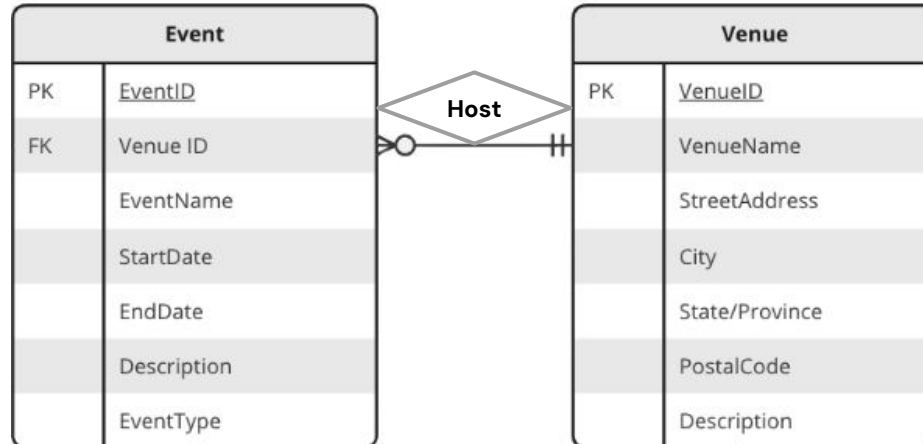 Event
PK EventID
FK Venue ID
EventName
StartDate
EndDate
Description
EventType
Host
Venue
PK VenueID
VenueName
StreetAddress
City
State/Province
PostalCode
Description